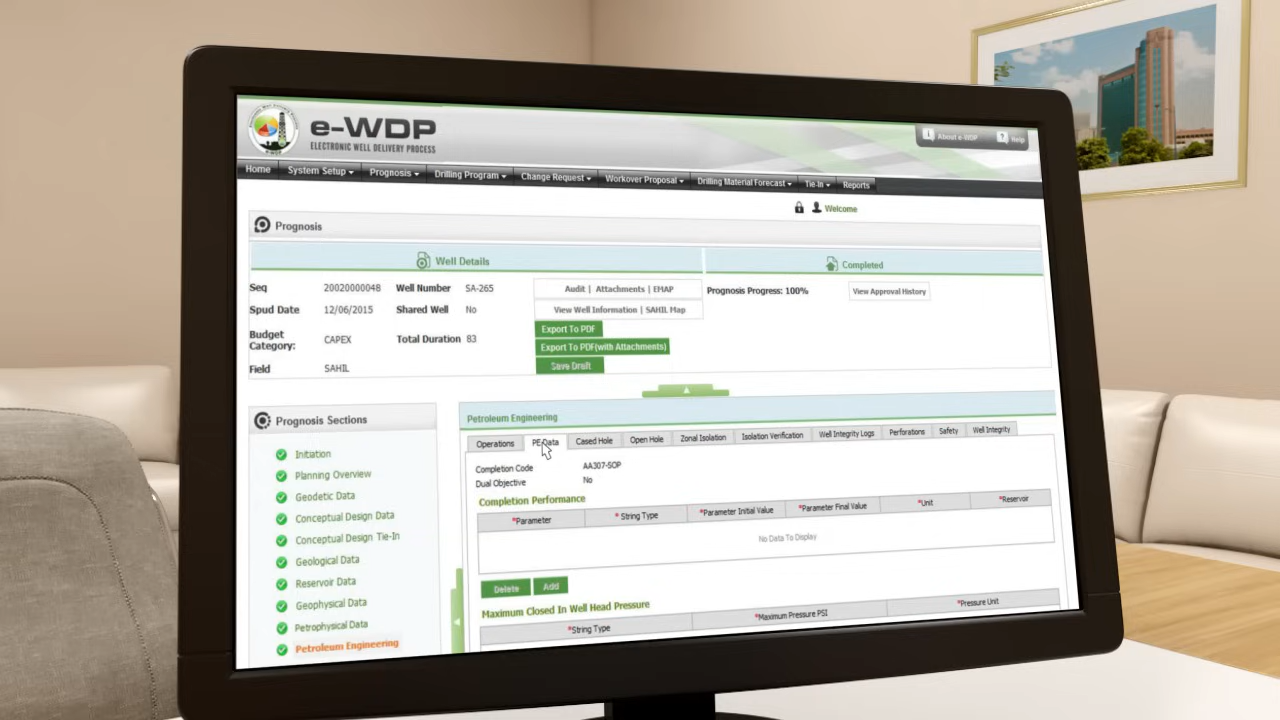 e-WDP
ELECTRONIC WELL DELIVERY PROCESS
About e-WDP Help
Home System Setup Prognosis Drilling Program Change Request Workover Proposal Drilling Material Forecast Tie-In Reports
Welcome
Prognosis
Well Details Completed
Seq 20020000048 Well Number SA-265 Audit | Attachments | EMAP Prognosis Progress: 100% View Approval History
Spud Date 12/06/2015 Shared Well No View Well Information | SAHIL Map
Export To PDF
Budget Category: CAPEX Total Duration 83 Export To PDF(with Attachments)
Field SAHIL Save Draft
Prognosis Sections
Initiation
Planning Overview
Geodetic Data
Conceptual Design Data
Conceptual Design Tie-In
Geological Data
Reservoir Data
Geophysical Data
Petrophysical Data
Petroleum Engineering
Petroleum Engineering
Operations PE Data Cased Hole Open Hole Zonal Isolation Isolation Verification Well Integrity Logs Perforations Safety Well Integrity
Completion Code AA307-SOP
Dual Objective No
Completion Performance
*Parameter * String Type *Parameter Initial Value *Parameter Final Value *Unit *Reservoir
No Data To Display
Delete Add
Maximum Closed In Well Head Pressure
*String Type *Maximum Pressure PSI *Pressure Unit